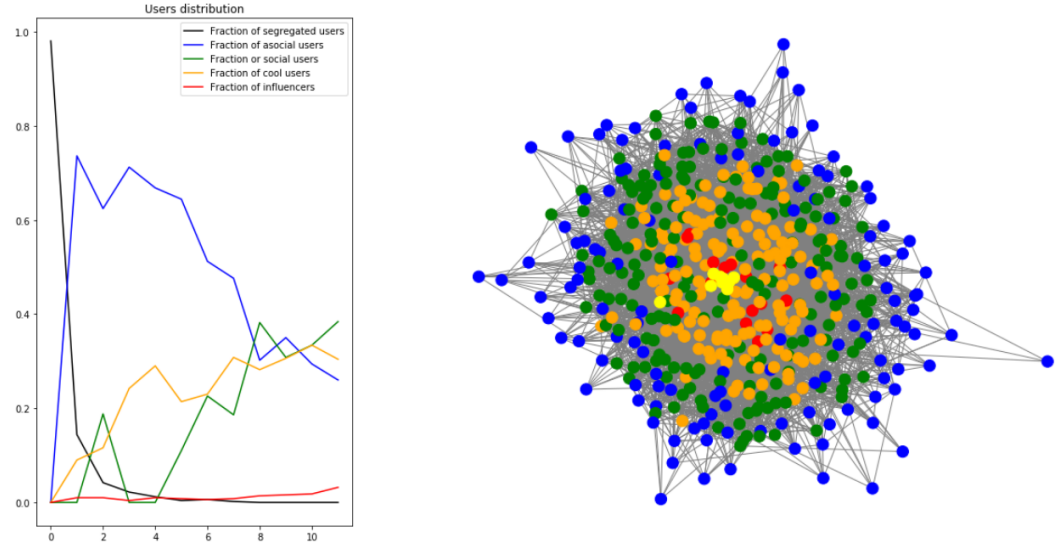 Users distribution
1.0
0.8
0.6
0.4
0.2
0.0
Fraction of segregated users
Fraction of asocial users
Fraction or social users
Fraction of cool users
Fraction of influencers
0 2 4 6 8 10